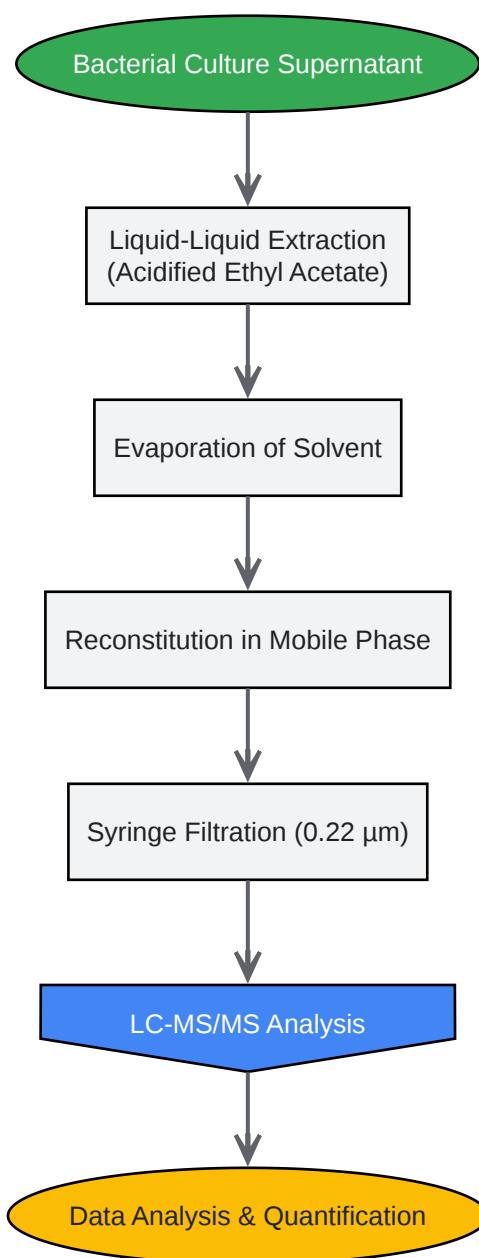 Bacterial Culture Supernatant
Liquid-Liquid Extraction
(Acidified Ethyl Acetate)
Evaporation of Solvent
Reconstitution in Mobile Phase
Syringe Filtration (0.22 µm)
LC-MS/MS Analysis
Data Analysis & Quantification